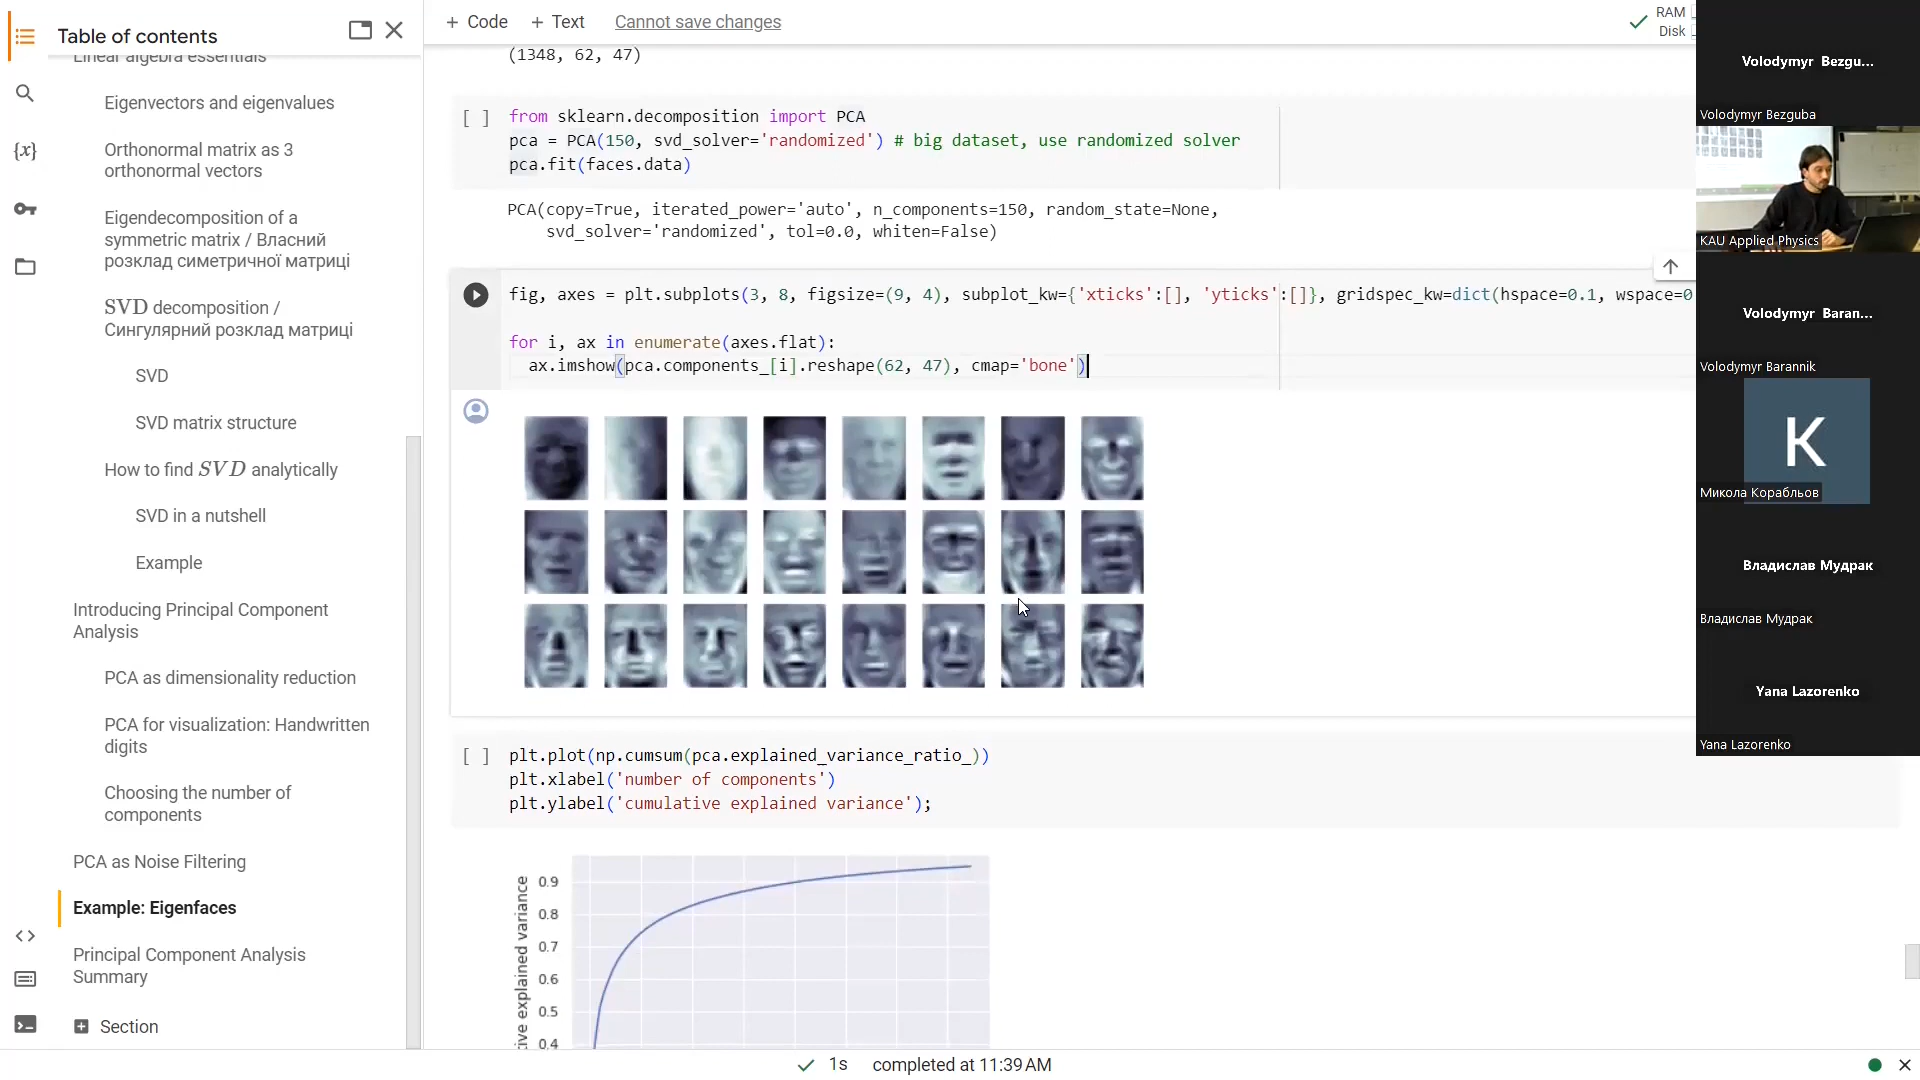 Table of contents
Linear algebra essentials
Eigenvectors and eigenvalues
Orthonormal matrix as 3
orthonormal vectors
Eigendecomposition of a
symmetric matrix / Власний
розклад симетричної матриці
SVD decomposition /
Сингулярний розклад матриці
SVD
SVD matrix structure
How to find SVD analytically
SVD in a nutshell
Example
Introducing Principal Component
Analysis
PCA as dimensionality reduction
PCA for visualization: Handwritten
digits
Choosing the number of
components
PCA as Noise Filtering
Example: Eigenfaces
Principal Component Analysis
Summary
Section
{x}
+ Code + Text Cannot save changes
RAM
Disk
(1348, 62, 47)
[ ] from sklearn.decomposition import PCA
pca = PCA(150, svd_solver='randomized') # big dataset, use randomized solver
pca.fit(faces.data)
PCA(copy=True, iterated_power='auto', n_components=150, random_state=None,
svd_solver='randomized', tol=0.0, whiten=False)
fig, axes = plt.subplots(3, 8, figsize=(9, 4), subplot_kw={'xticks':[], 'yticks':[]}, gridspec_kw=dict(hspace=0.1, wspace=0
for i, ax in enumerate(axes.flat):
ax.imshow(pca.components_[i].reshape(62, 47), cmap='bone')
[ ] plt.plot(np.cumsum(pca.explained_variance_ratio_))
plt.xlabel('number of components')
plt.ylabel('cumulative explained variance');
0.9
0.8
0.7
0.6
0.5
0.4
tive explained variance
1s completed at 11:39 AM
Volodymyr Bezgu...
Volodymyr Bezguba
KAU Applied Physics
Volodymyr Baran...
Volodymyr Barannik
K
Микола Корабльов
Владислав Мудрак
Владислав Мудрак
Yana Lazorenko
Yana Lazorenko